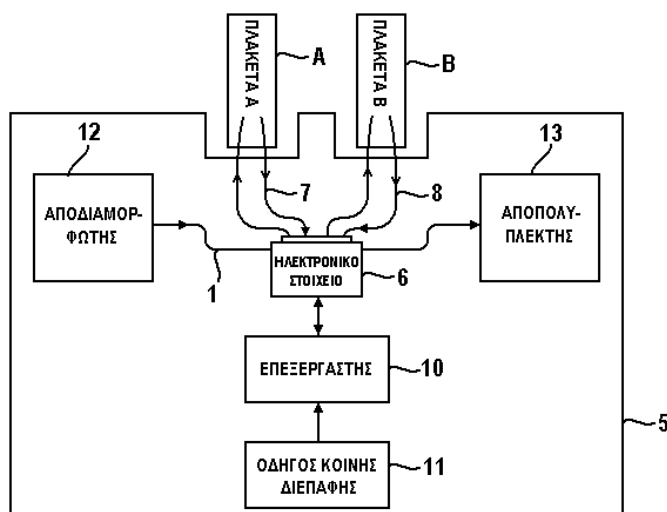 ΠΛΑΚΕΤΑ Α
A
ΠΛΑΚΕΤΑ Β
B
12
13
ΑΠΟΔΙΑΜΟΡ-
ΦΩΤΗΣ
7
8
ΑΠΟΠΟΛΥ-
ΠΛΕΚΤΗΣ
1
ΗΛΕΚΤΡΟΝΙΚΟ
ΣΤΟΙΧΕΙΟ
6
ΕΠΕΞΕΡΓΑΣΤΗΣ
10
5
ΟΔΗΓΟΣ ΚΟΙΝΗΣ
ΔΙΕΠΑΦΗΣ
11